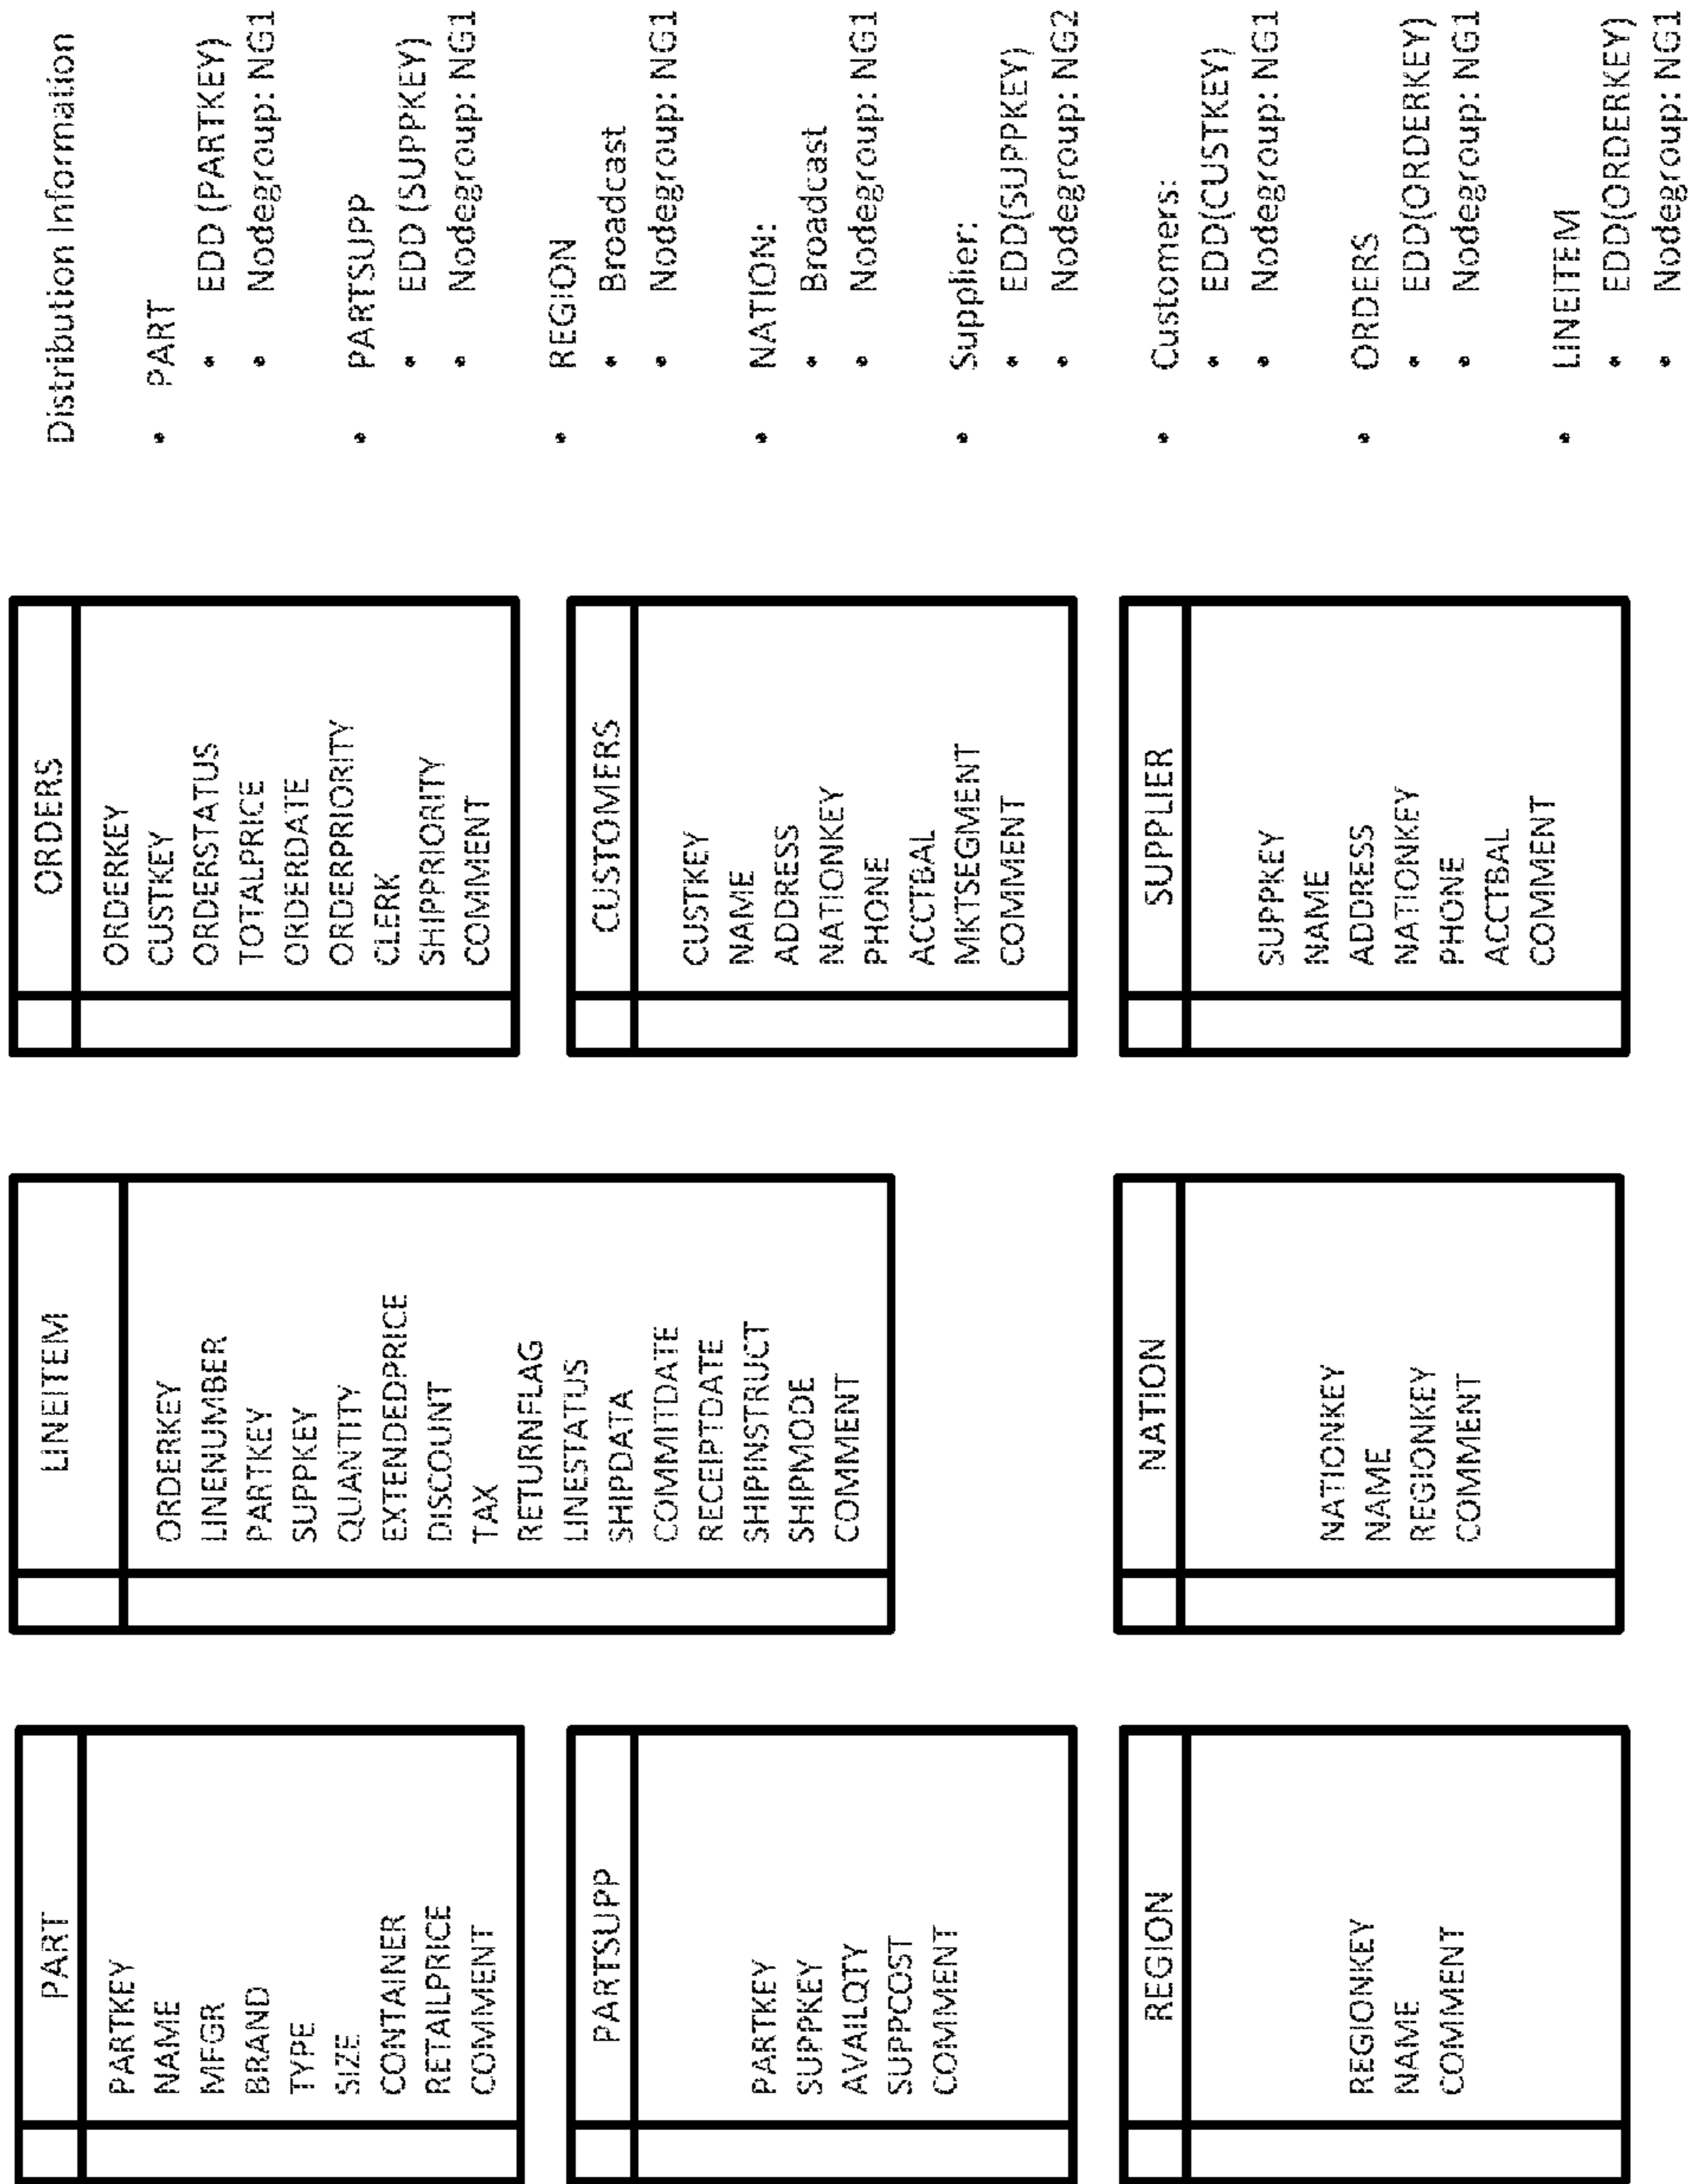 PART
PARTKEY
NAME
MFGR
BRAND
TYPE
SIZE
CONTAINER
RETAILPRICE
COMMENT
LINEITEM
ORDERKEY
LINENUMBER
PARTKEY
SUPPKEY
QUANTITY
EXTENDEDPRICE
DISCOUNT
TAX
RETURNFLAG
LINESTATUS
SHIPDATA
COMMITDATE
RECEIPTDATE
SHIPINSTRUCT
SHIPMODE
COMMENT
ORDERS
ORDERKEY
CUSTKEY
ORDERSTATUS
TOTALPRICE
ORDERDATE
ORDERPRIORITY
CLERK
SHIPPRIORITY
COMMENT
PARTSUPP
PARTKEY
SUPPKEY
AVAILQTY
SUPPCOST
COMMENT
CUSTOMERS
CUSTKEY
NAME
ADDRESS
NATIONKEY
PHONE
ACCTBAL
MKTSEGMENT
COMMENT
REGION
REGIONKEY
NAME
COMMENT
NATION
NATIONKEY
NAME
REGIONKEY
COMMENT
SUPPLIER
SUPPKEY
NAME
ADDRESS
NATIONKEY
PHONE
ACCTBAL
COMMENT
Distribution Information
• PART
• EDD (PARTKEY)
• Nodegroup: NG1
• PARTSUPP
• EDD (SUPPKEY)
• Nodegroup: NG1
• REGION
• Broadcast
• Nodegroup: NG1
• NATION:
• Broadcast
• Nodegroup: NG1
• Supplier:
• EDD(SUPPKEY)
• Nodegroup: NG2
• Customers:
• EDD(CUSTKEY)
• Nodegroup: NG1
• ORDERS
• EDD(ORDERKEY)
• Nodegroup: NG1
• LINEITEM
• EDD(ORDERKEY)
• Nodegroup: NG1